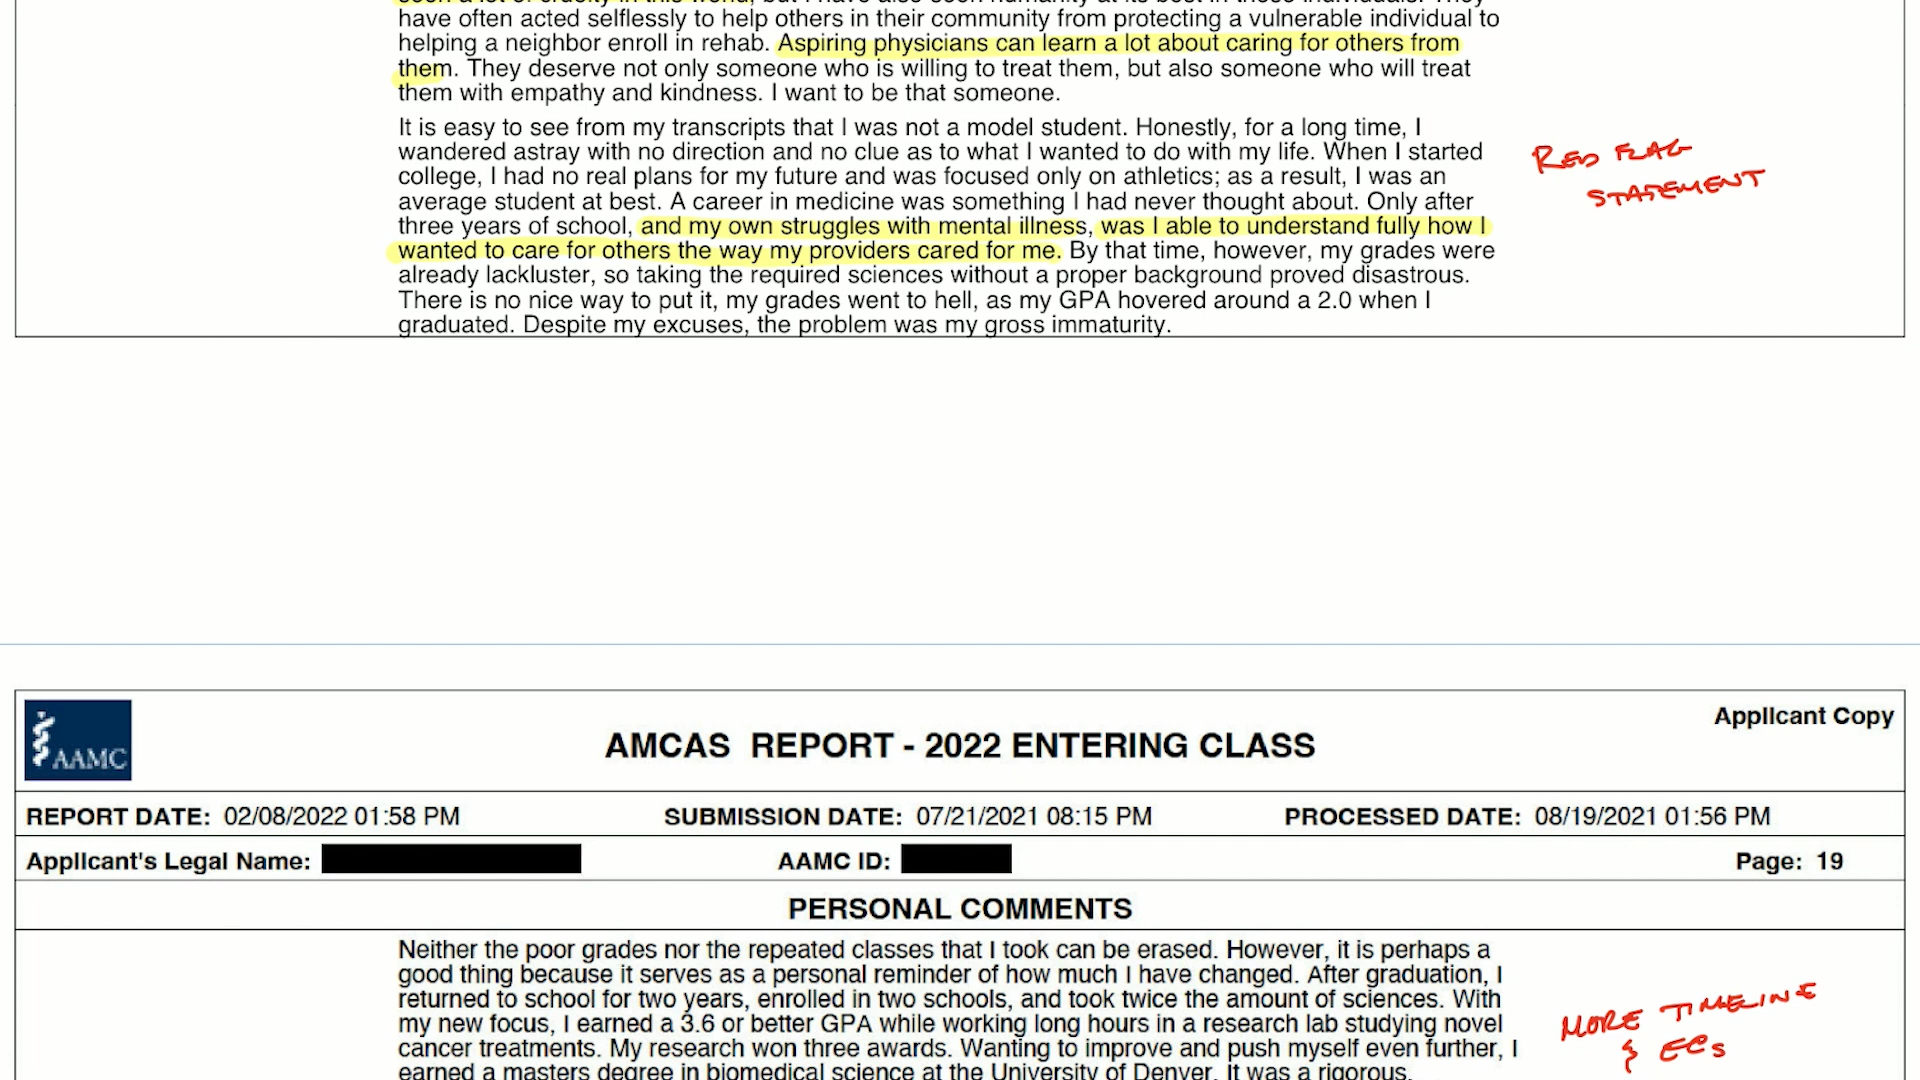 have often acted selflessly to help others in their community from protecting a vulnerable individual to
helping a neighbor enroll in rehab. Aspiring physicians can learn a lot about caring for others from
them. They deserve not only someone who is willing to treat them, but also someone who will treat
them with empathy and kindness. I want to be that someone.
It is easy to see from my transcripts that I was not a model student. Honestly, for a long time, I
wandered astray with no direction and no clue as to what I wanted to do with my life. When I started
college, I had no real plans for my future and was focused only on athletics; as a result, I was an
average student at best. A career in medicine was something I had never thought about. Only after
three years of school, and my own struggles with mental illness, was I able to understand fully how I
wanted to care for others the way my providers cared for me. By that time, however, my grades were
already lackluster, so taking the required sciences without a proper background proved disastrous.
There is no nice way to put it, my grades went to hell, as my GPA hovered around a 2.0 when I
graduated. Despite my excuses, the problem was my gross immaturity.
RED FLAG
STATEMENT
AAMC
AMCAS REPORT - 2022 ENTERING CLASS
Applicant Copy
REPORT DATE: 02/08/2022 01:58 PM
SUBMISSION DATE: 07/21/2021 08:15 PM
PROCESSED DATE: 08/19/2021 01:56 PM
Applicant's Legal Name:
AAMC ID:
Page: 19
PERSONAL COMMENTS
Neither the poor grades nor the repeated classes that I took can be erased. However, it is perhaps a
good thing because it serves as a personal reminder of how much I have changed. After graduation, I
returned to school for two years, enrolled in two schools, and took twice the amount of sciences. With
my new focus, I earned a 3.6 or better GPA while working long hours in a research lab studying novel
cancer treatments. My research won three awards. Wanting to improve and push myself even further, I
earned a masters degree in biomedical science at the University of Denver. It was a rigorous,
MORE TIMELINE
& ECs